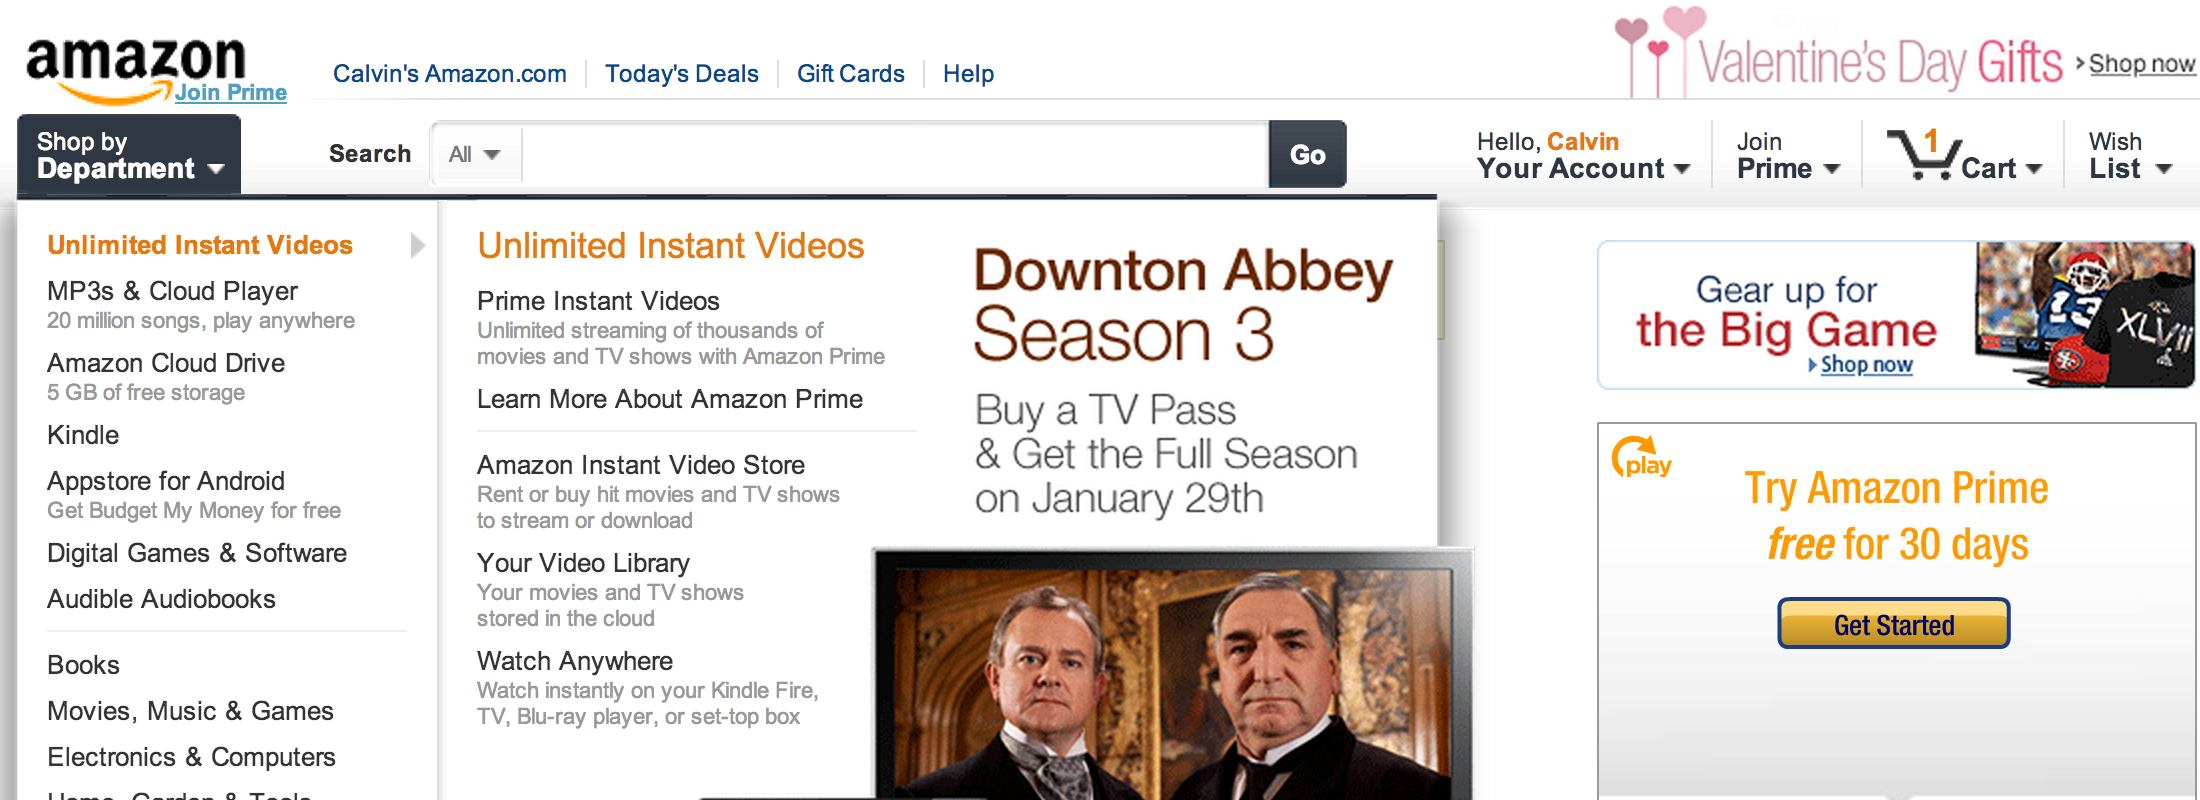 amazon
Join Prime
Calvin's Amazon.com
Today's Deals
Gift Cards
Help
Valentine's Day Gifts
Shop now
Shop by
Department
Search
All
Go
Hello, Calvin
Your Account
Join
Prime
1
Cart
Wish
List
Unlimited Instant Videos
MP3s & Cloud Player
20 million songs, play anywhere
Amazon Cloud Drive
5 GB of free storage
Kindle
Appstore for Android
Get Budget My Money for free
Digital Games & Software
Audible Audiobooks
Books
Movies, Music & Games
Electronics & Computers
Home, Garden & Tools
Unlimited Instant Videos
Prime Instant Videos
Unlimited streaming of thousands of
movies and TV shows with Amazon Prime
Learn More About Amazon Prime
Amazon Instant Video Store
Rent or buy hit movies and TV shows
to stream or download
Your Video Library
Your movies and TV shows
stored in the cloud
Watch Anywhere
Watch instantly on your Kindle Fire,
TV, Blu-ray player, or set-top box
Downton Abbey
Season 3
Buy a TV Pass
& Get the Full Season
on January 29th
Gear up for
the Big Game
Shop now
13
XLVII
play
Try Amazon Prime
free for 30 days
Get Started